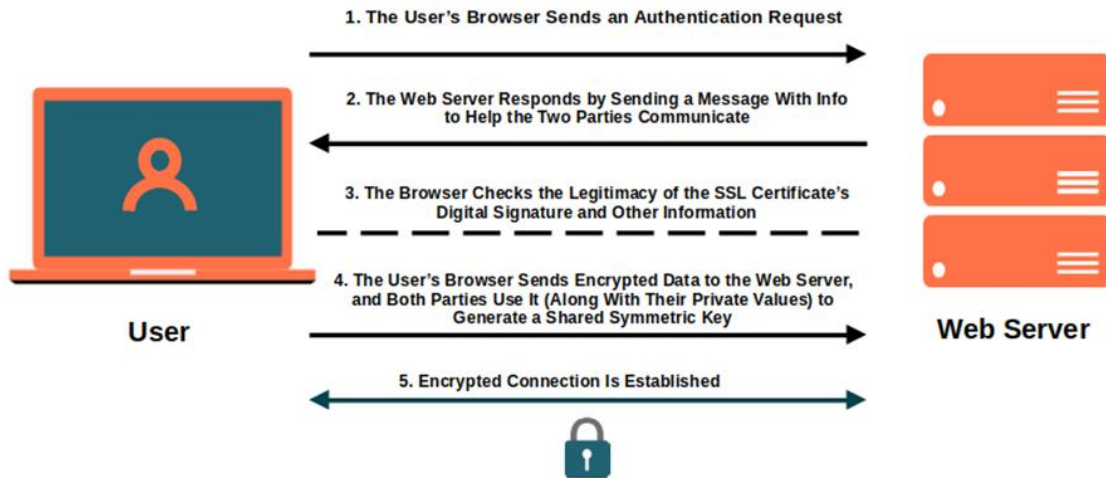 1. The User's Browser Sends an Authentication Request
2. The Web Server Responds by Sending a Message With Info
to Help the Two Parties Communicate
3. The Browser Checks the Legitimacy of the SSL Certificate's
Digital Signature and Other Information
4. The User's Browser Sends Encrypted Data to the Web Server,
and Both Parties Use It (Along With Their Private Values) to
Generate a Shared Symmetric Key
User
Web Server
5. Encrypted Connection Is Established